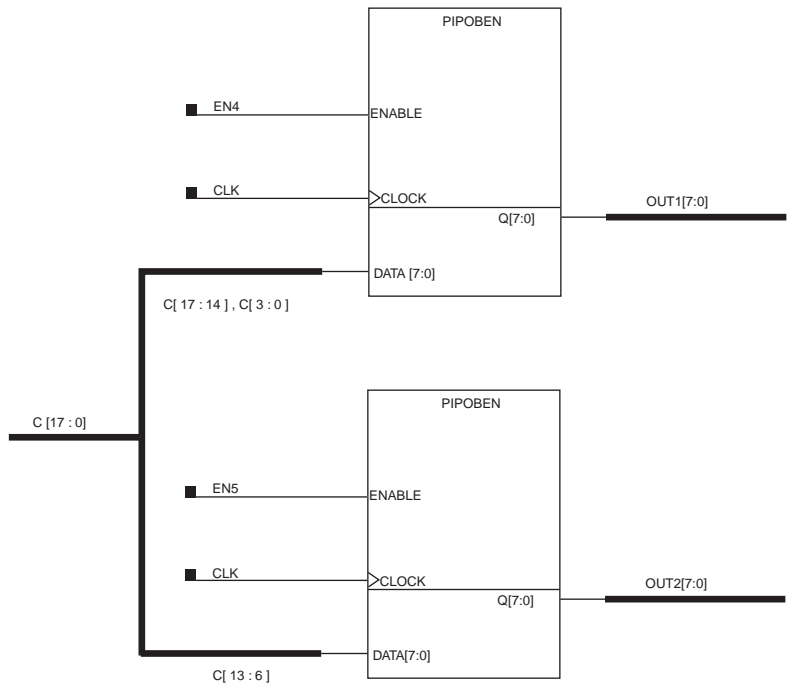 PIPOBEN
EN4
ENABLE
CLK
CLOCK
Q[7:0]
OUT1[7:0]
DATA [7:0]
C[ 17 : 14 ] , C[ 3 : 0 ]
C [17 : 0]
PIPOBEN
EN5
ENABLE
CLK
CLOCK
Q[7:0]
OUT2[7:0]
DATA[7:0]
C[ 13 : 6 ]